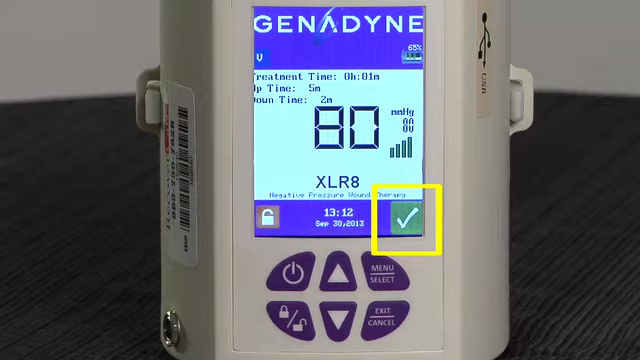 GENADYNE
V
65%
Treatment Time: 0h:01m
Up Time: 5m
Down Time: 2m
80
mmHg
XLR8
Negative Pressure Wound Therapy
13:12
Sep 30,2013
MENU
SELECT
EXIT
CANCEL
USB